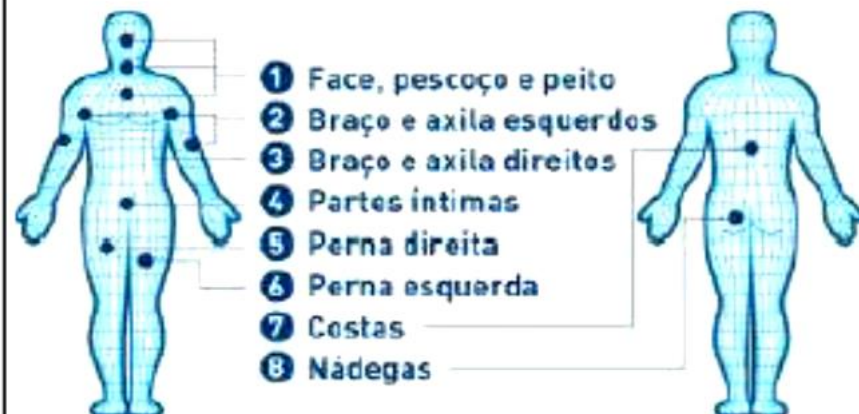 1 Face, pescoço e peito
2 Braço e axila esquerdos
3 Braço e axila direitos
4 Partes íntimas
5 Perna direita
6 Perna esquerda
7 Costas
8 Nádegas